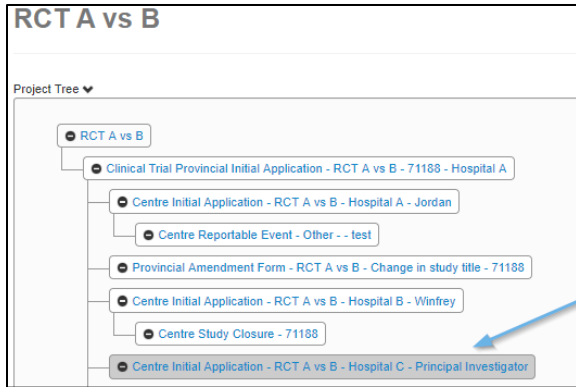 RCT A vs B
Project Tree
RCT A vs B
Clinical Trial Provincial Initial Application - RCT A vs B - 71188 - Hospital A
Centre Initial Application - RCT A vs B - Hospital A - Jordan
Centre Reportable Event - Other - - test
Provincial Amendment Form - RCT A vs B - Change in study title - 71188
Centre Initial Application - RCT A vs B - Hospital B - Winfrey
Centre Study Closure - 71188
Centre Initial Application - RCT A vs B - Hospital C - Principal Investigator